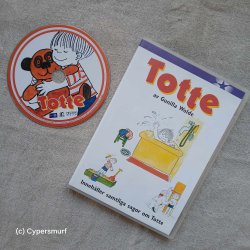 Totte
Totte
av Gunilla Wolde
Innehåller samtliga sagor om Totte
(c) Cypersmurf